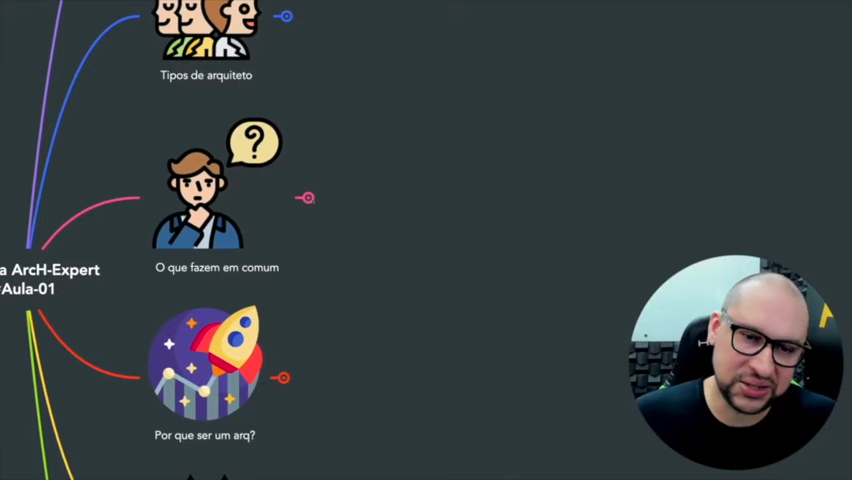 Tipos de arquiteto
?
O que fazem em comum
a ArcH-Expert
Aula-01
Por que ser um arq?